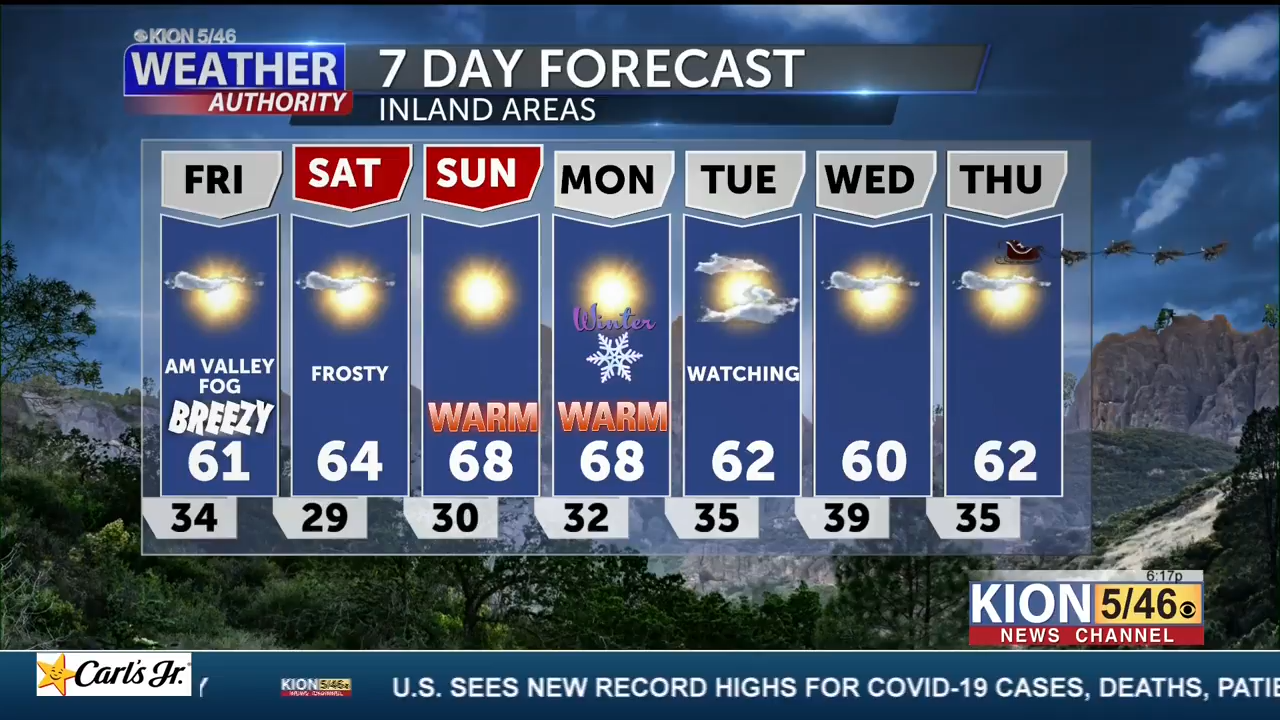 KION 5/46
WEATHER
AUTHORITY
7 DAY FORECAST
INLAND AREAS
FRI SAT SUN MON TUE WED THU
Winter
AM VALLEY
FOG
FROSTY
WATCHING
BREEZY
WARM WARM
61 64 68 68 62 60 62
34 29 30 32 35 39 35
6:17p
KION 5/46
NEWS CHANNEL
Carl's Jr.
Y
KION 5/46
NEWS CHANNEL
U.S. SEES NEW RECORD HIGHS FOR COVID-19 CASES, DEATHS, PATIE